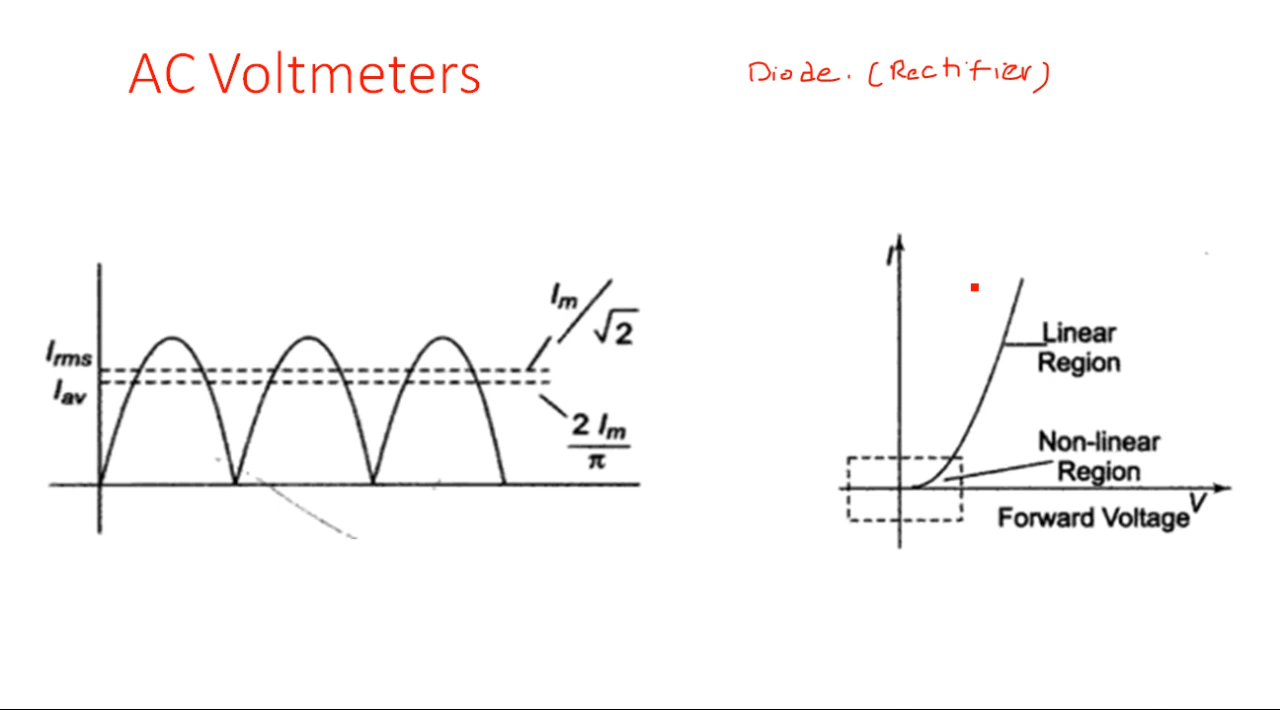 AC Voltmeters
Diode. (Rectifier)
Irms
Iav
Im/√2
2 Im
π
I
Linear
Region
Non-linear
Region
V
Forward Voltage